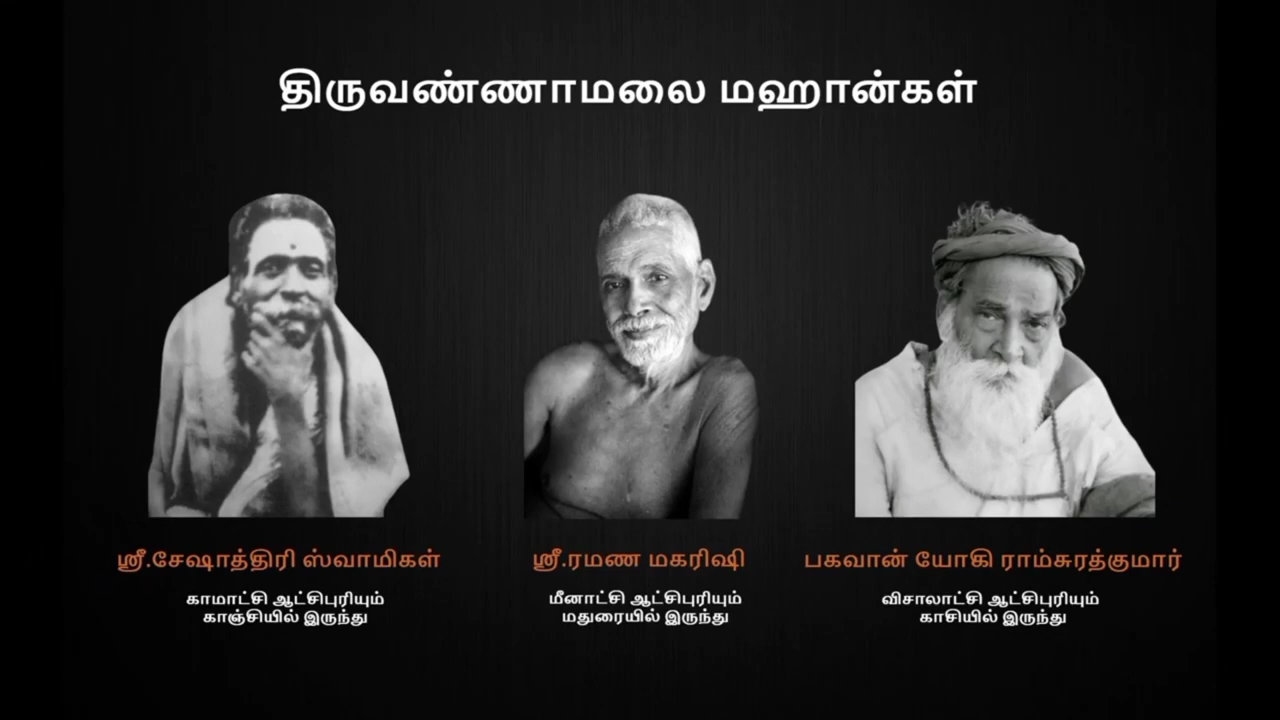 திருவண்ணாமலை மஹான்கள்
ஸ்ரீ.சேஷாத்திரி ஸ்வாமிகள்
காமாட்சி ஆட்சிபுரியும்
காஞ்சியில் இருந்து
ஸ்ரீ.ரமண மகரிஷி
மீனாட்சி ஆட்சிபுரியும்
மதுரையில் இருந்து
பகவான் யோகி ராம்சுரத்குமார்
விசாலாட்சி ஆட்சிபுரியும்
காசியில் இருந்து